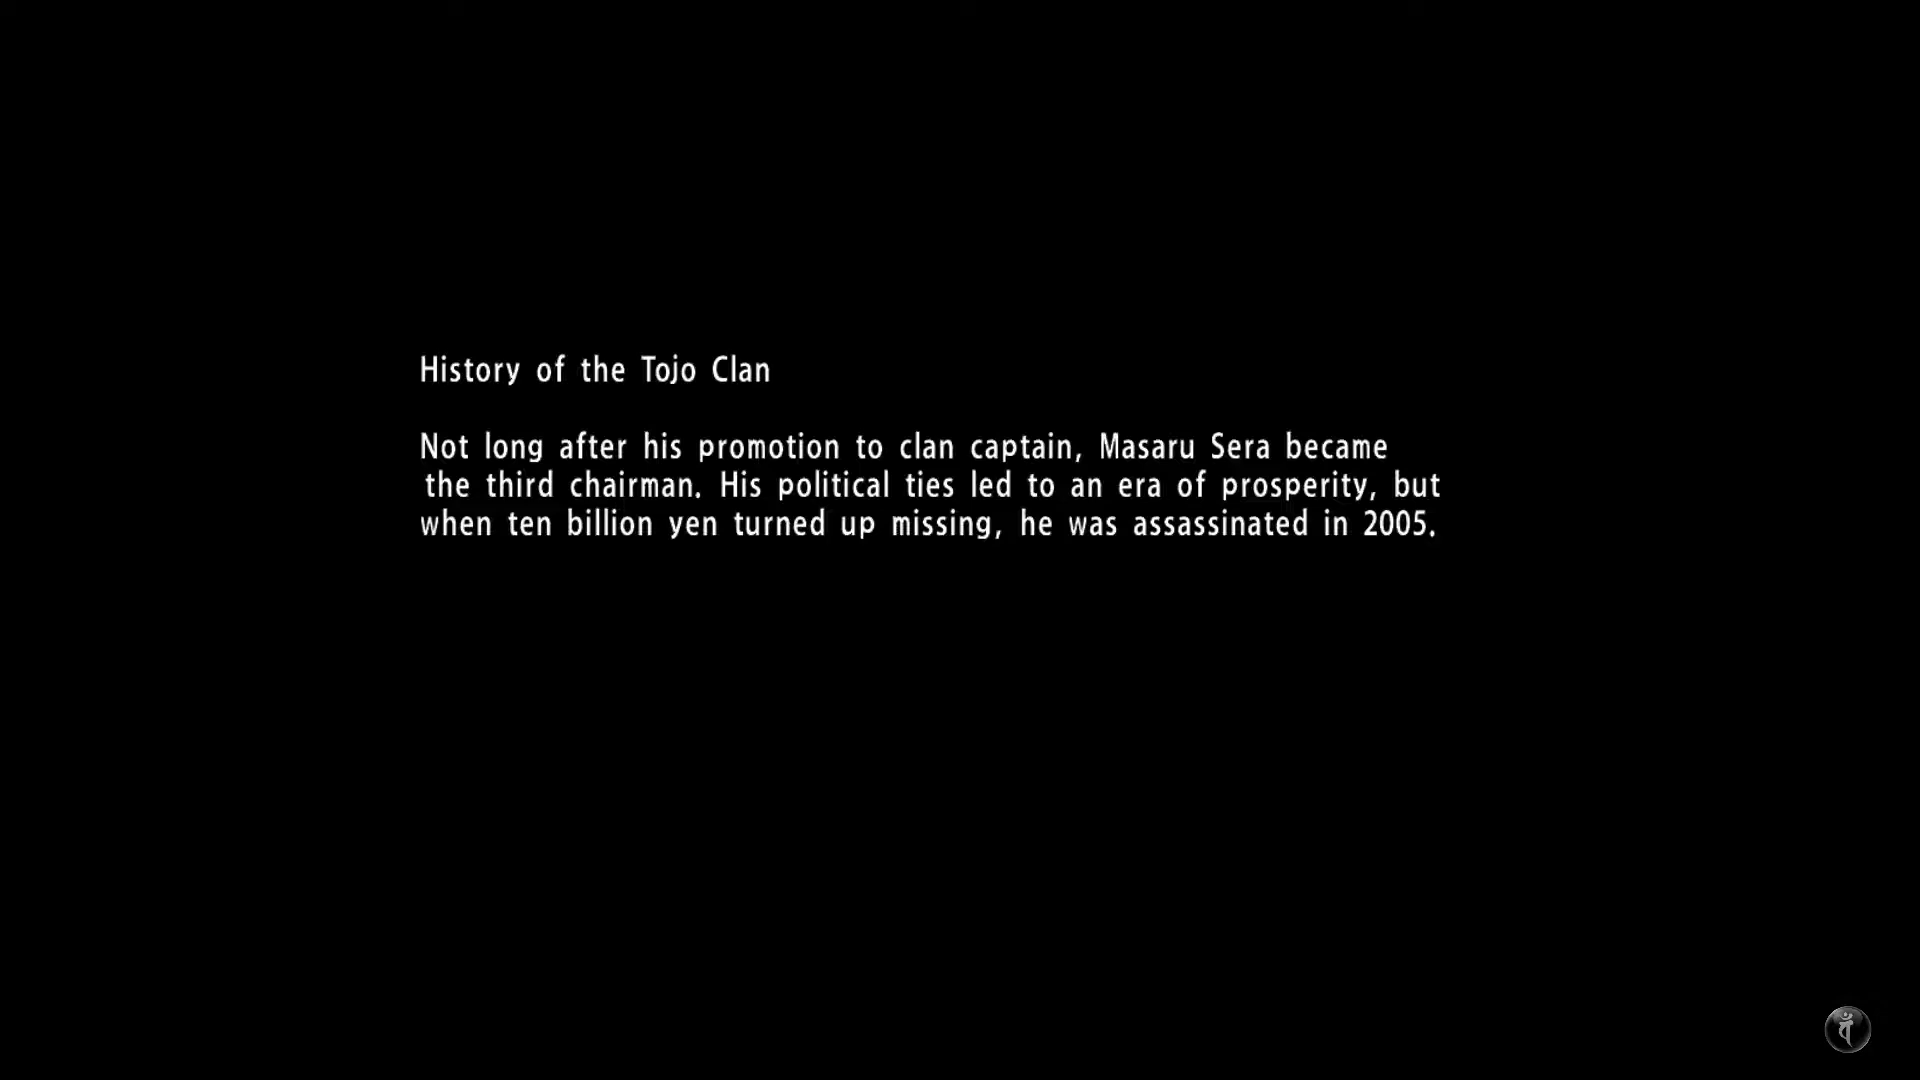 History of the Tojo Clan
Not long after his promotion to clan captain, Masaru Sera became
the third chairman. His political ties led to an era of prosperity, but
when ten billion yen turned up missing, he was assassinated in 2005.